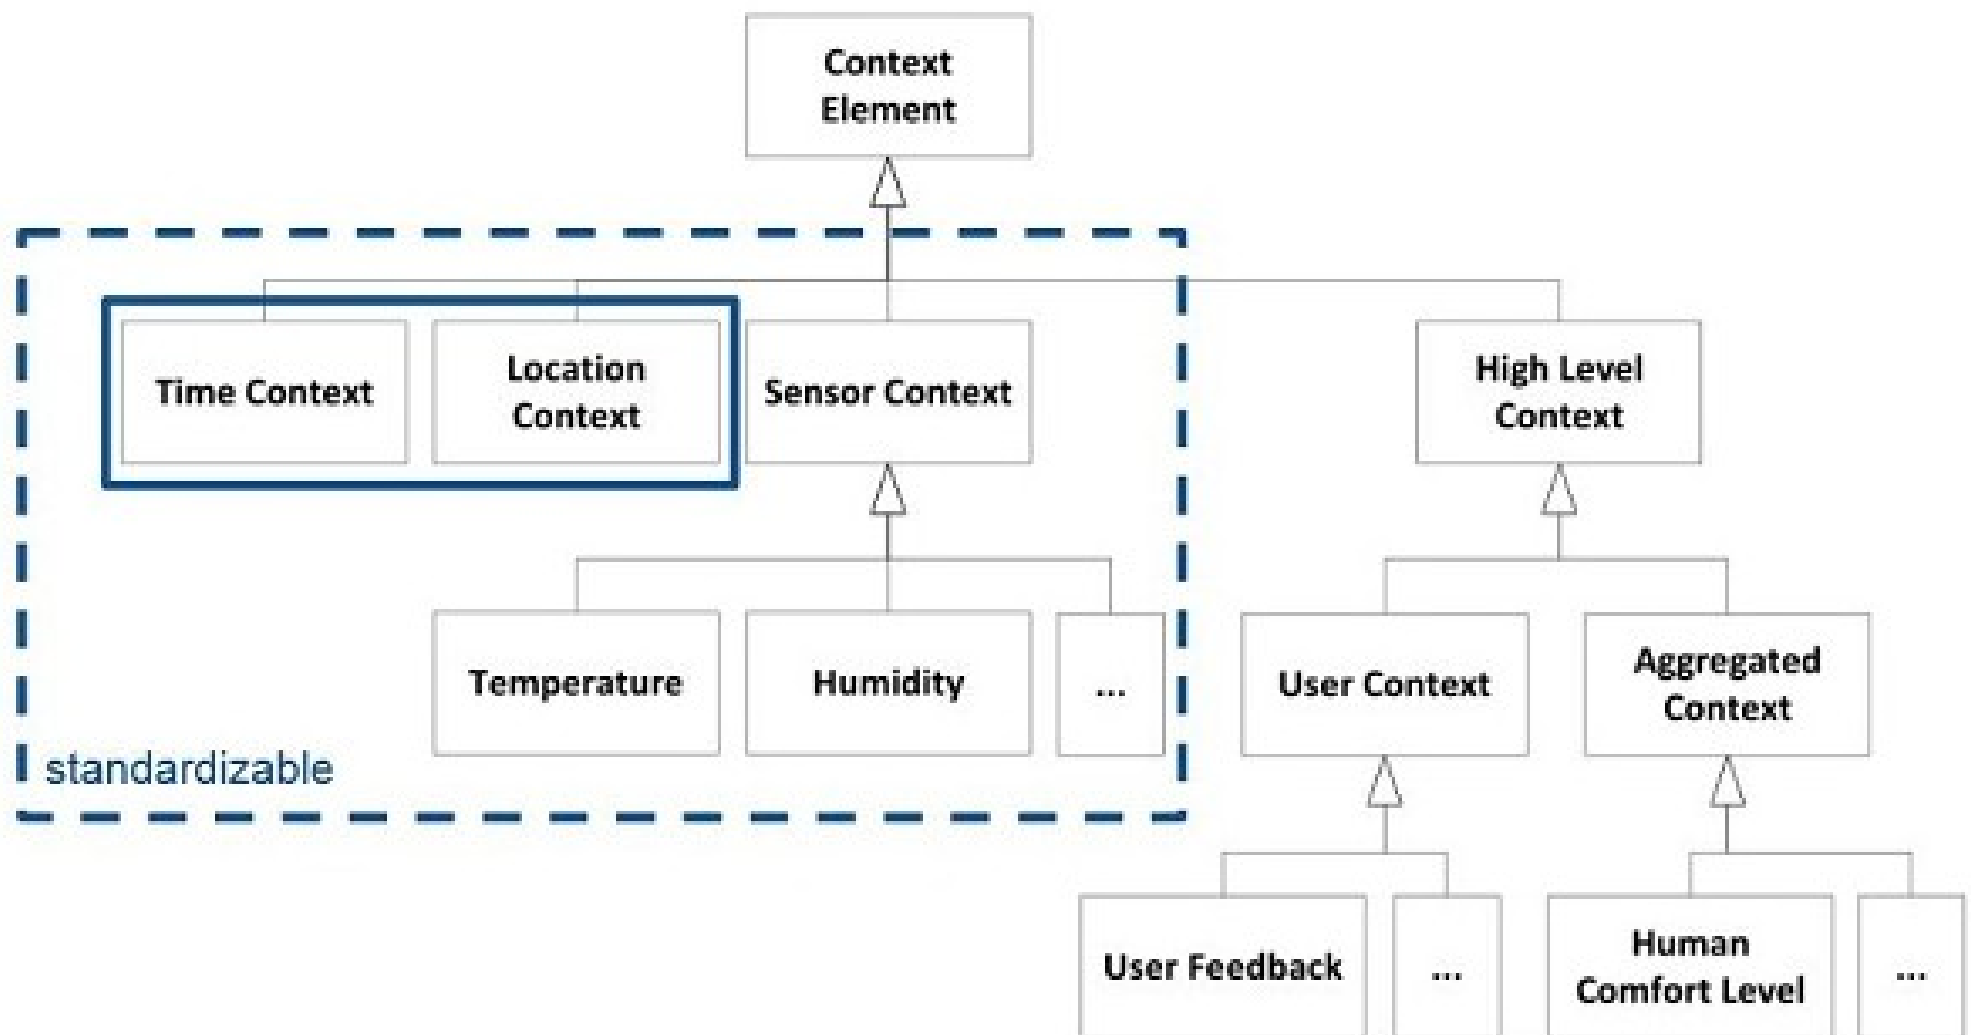 Context
Element
Time Context
Location
Context
Sensor Context
High Level
Context
Temperature
Humidity
...
User Context
Aggregated
Context
standardizable
User Feedback
...
Human
Comfort Level
...